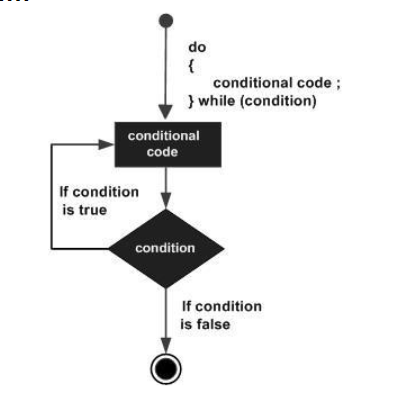 do
{
conditional code ;
} while (condition)
conditional
code
If condition
is true
condition
If condition
is false